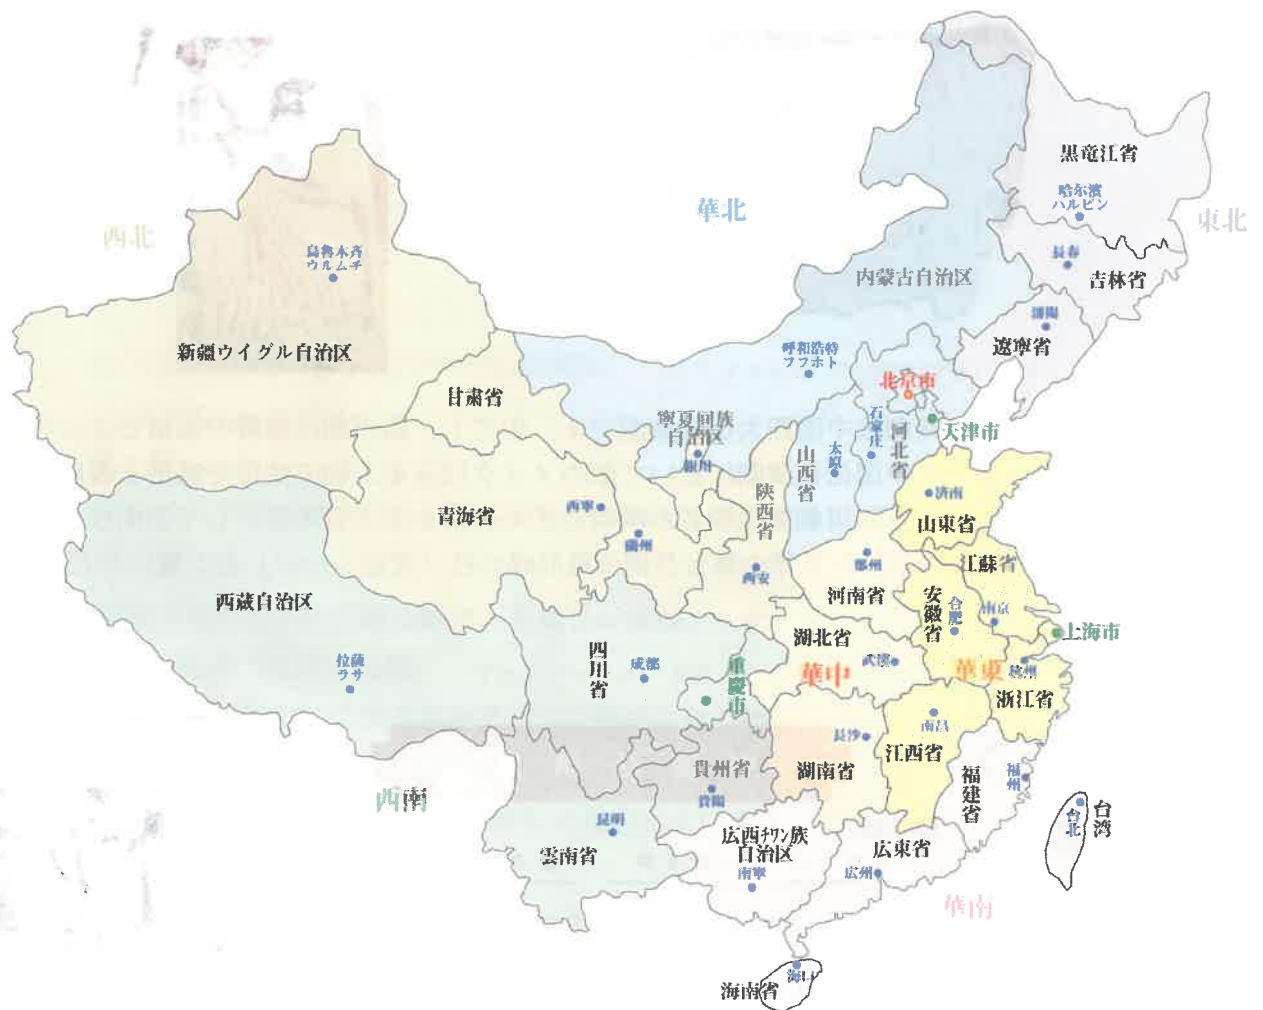 黒竜江省
哈尔濱
ハルビン
東北
華北
西北
烏魯木斉
ウルムチ
長春
吉林省
内蒙古自治区
瀋陽
遼寧省
呼和浩特
フフホト
新疆ウイグル自治区
北京市
甘粛省
寧夏回族
自治区
銀川
石家庄
河北省
天津市
太原
山西省
陝西省
済南
山東省
西寧
青海省
蘭州
鄭州
西安
江蘇省
河南省
安徽省
合肥
南京
西蔵自治区
上海市
湖北省
四川省
成都
重慶市
武漢
華中
華東
杭州
浙江省
拉薩
ラサ
南昌
長沙
江西省
貴州省
湖南省
貴陽
福建省
福州
西南
台北
台湾
昆明
雲南省
広西チワン族
自治区
南寧
広東省
広州
華南
海口
海南省